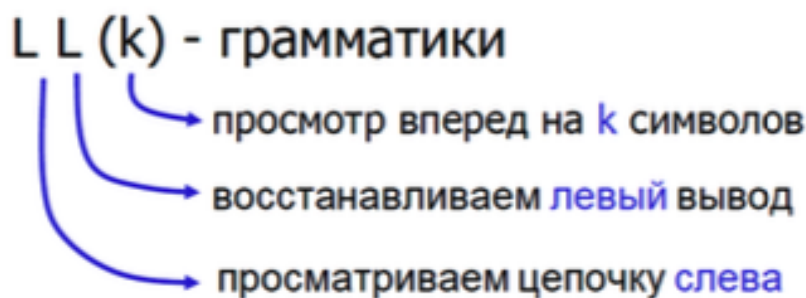 L L (k) - грамматики
просмотр вперед на k символов
восстанавливаем левый вывод
просматриваем цепочку слева